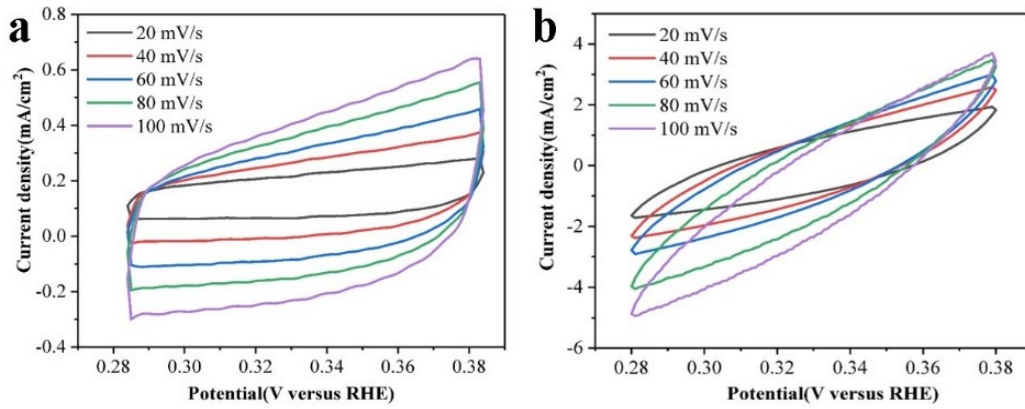 a
20 mV/s
40 mV/s
60 mV/s
80 mV/s
100 mV/s
Current density(mA/cm²)
0.8
0.6
0.4
0.2
0.0
-0.2
-0.4
0.28
0.30
0.32
0.34
0.36
0.38
Potential(V versus RHE)
b
20 mV/s
40 mV/s
60 mV/s
80 mV/s
100 mV/s
Current density(mA/cm²)
4
2
0
-2
-4
-6
0.28
0.30
0.32
0.34
0.36
0.38
Potential(V versus RHE)